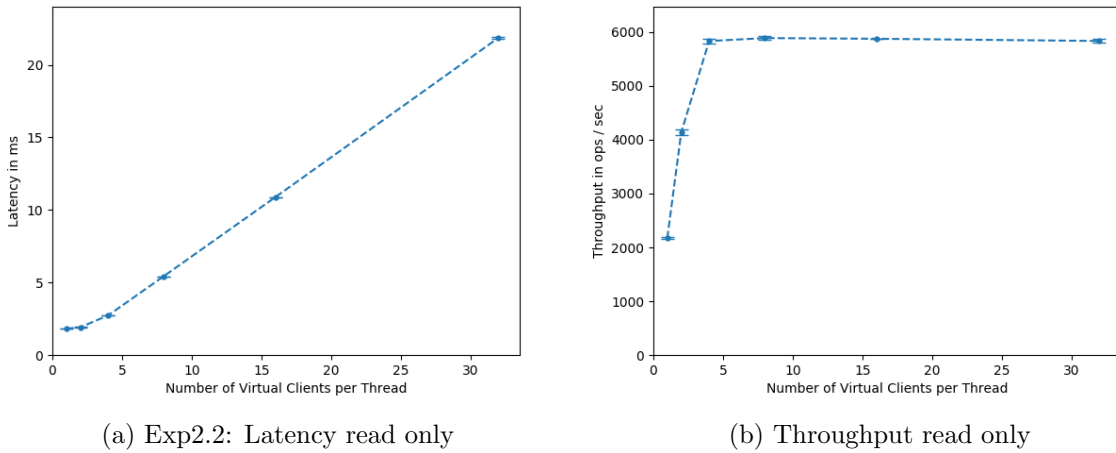 20
15
10
5
0
Latency in ms
0 5 10 15 20 25 30
Number of Virtual Clients per Thread
(a) Exp2.2: Latency read only
6000
5000
4000
3000
2000
1000
0
Throughput in ops / sec
0 5 10 15 20 25 30
Number of Virtual Clients per Thread
(b) Throughput read only